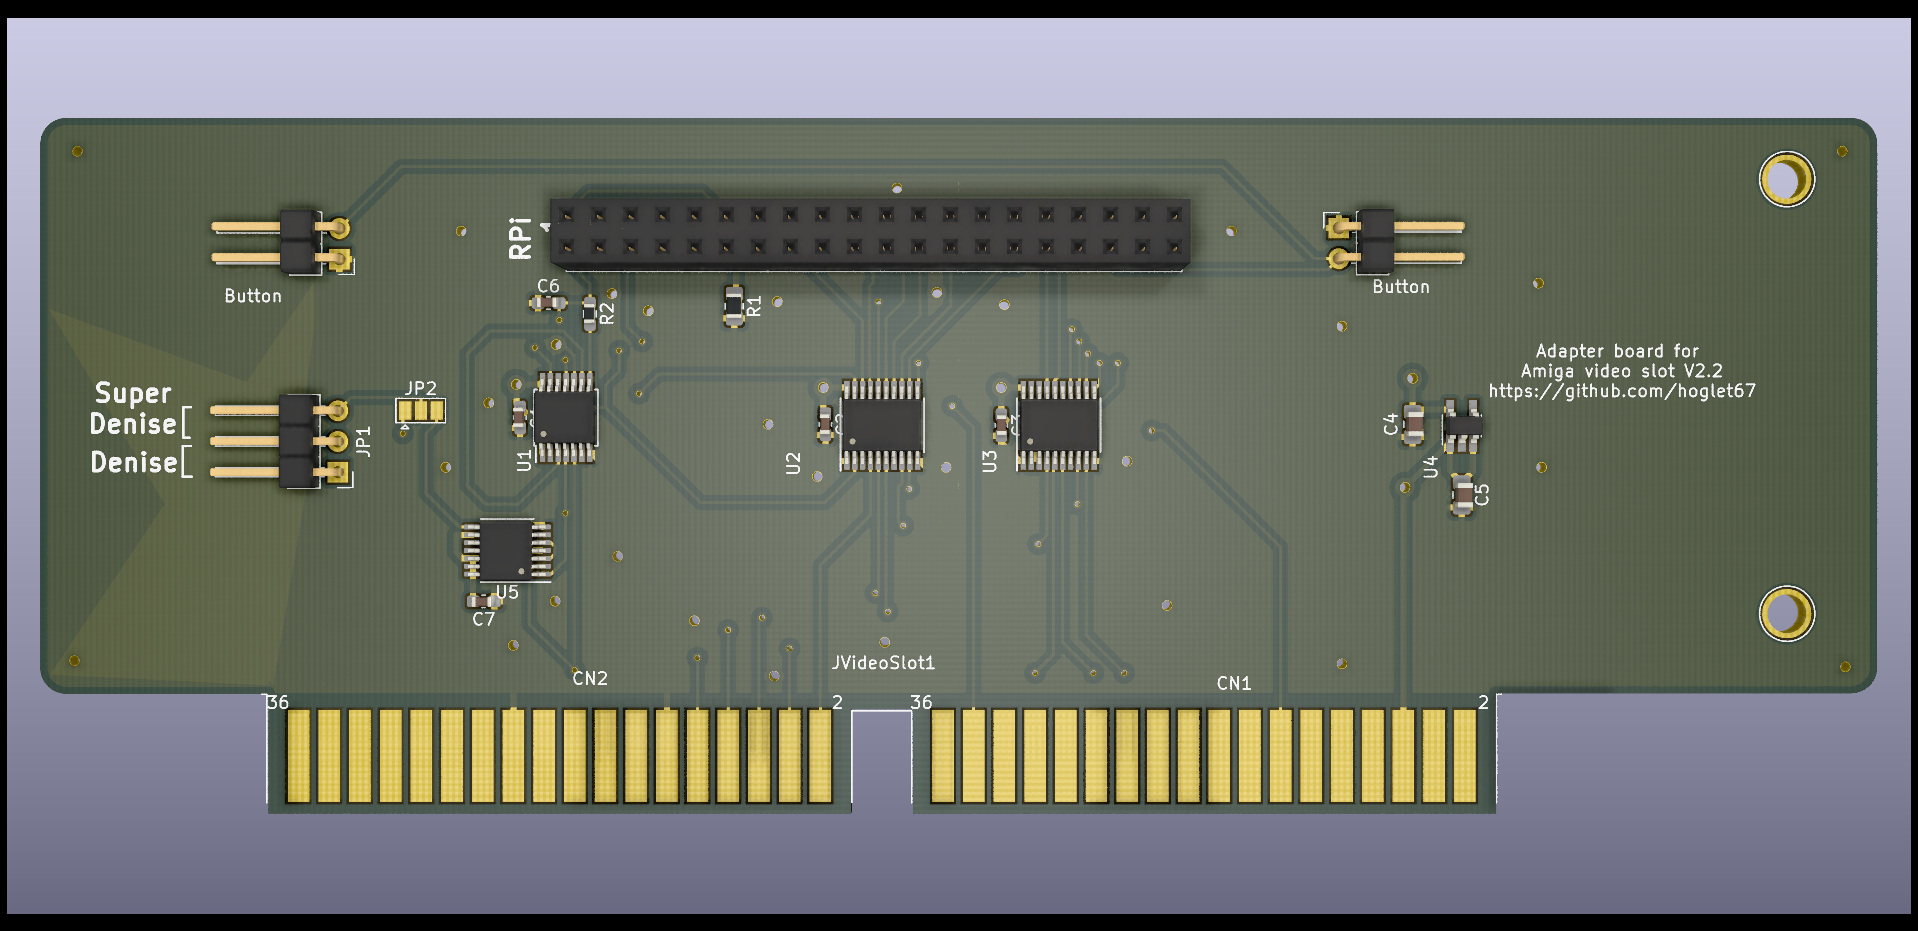 RPi
1
Button
C6
R2
R1
Button
Adapter board for
Amiga video slot V2.2
https://github.com/hoglet67
Super
Denise[
Denise[
JP2
JP1
U1
U2
U3
C4
U4
C5
U5
C7
JVideoSlot1
CN2
CN1
36
2
36
2